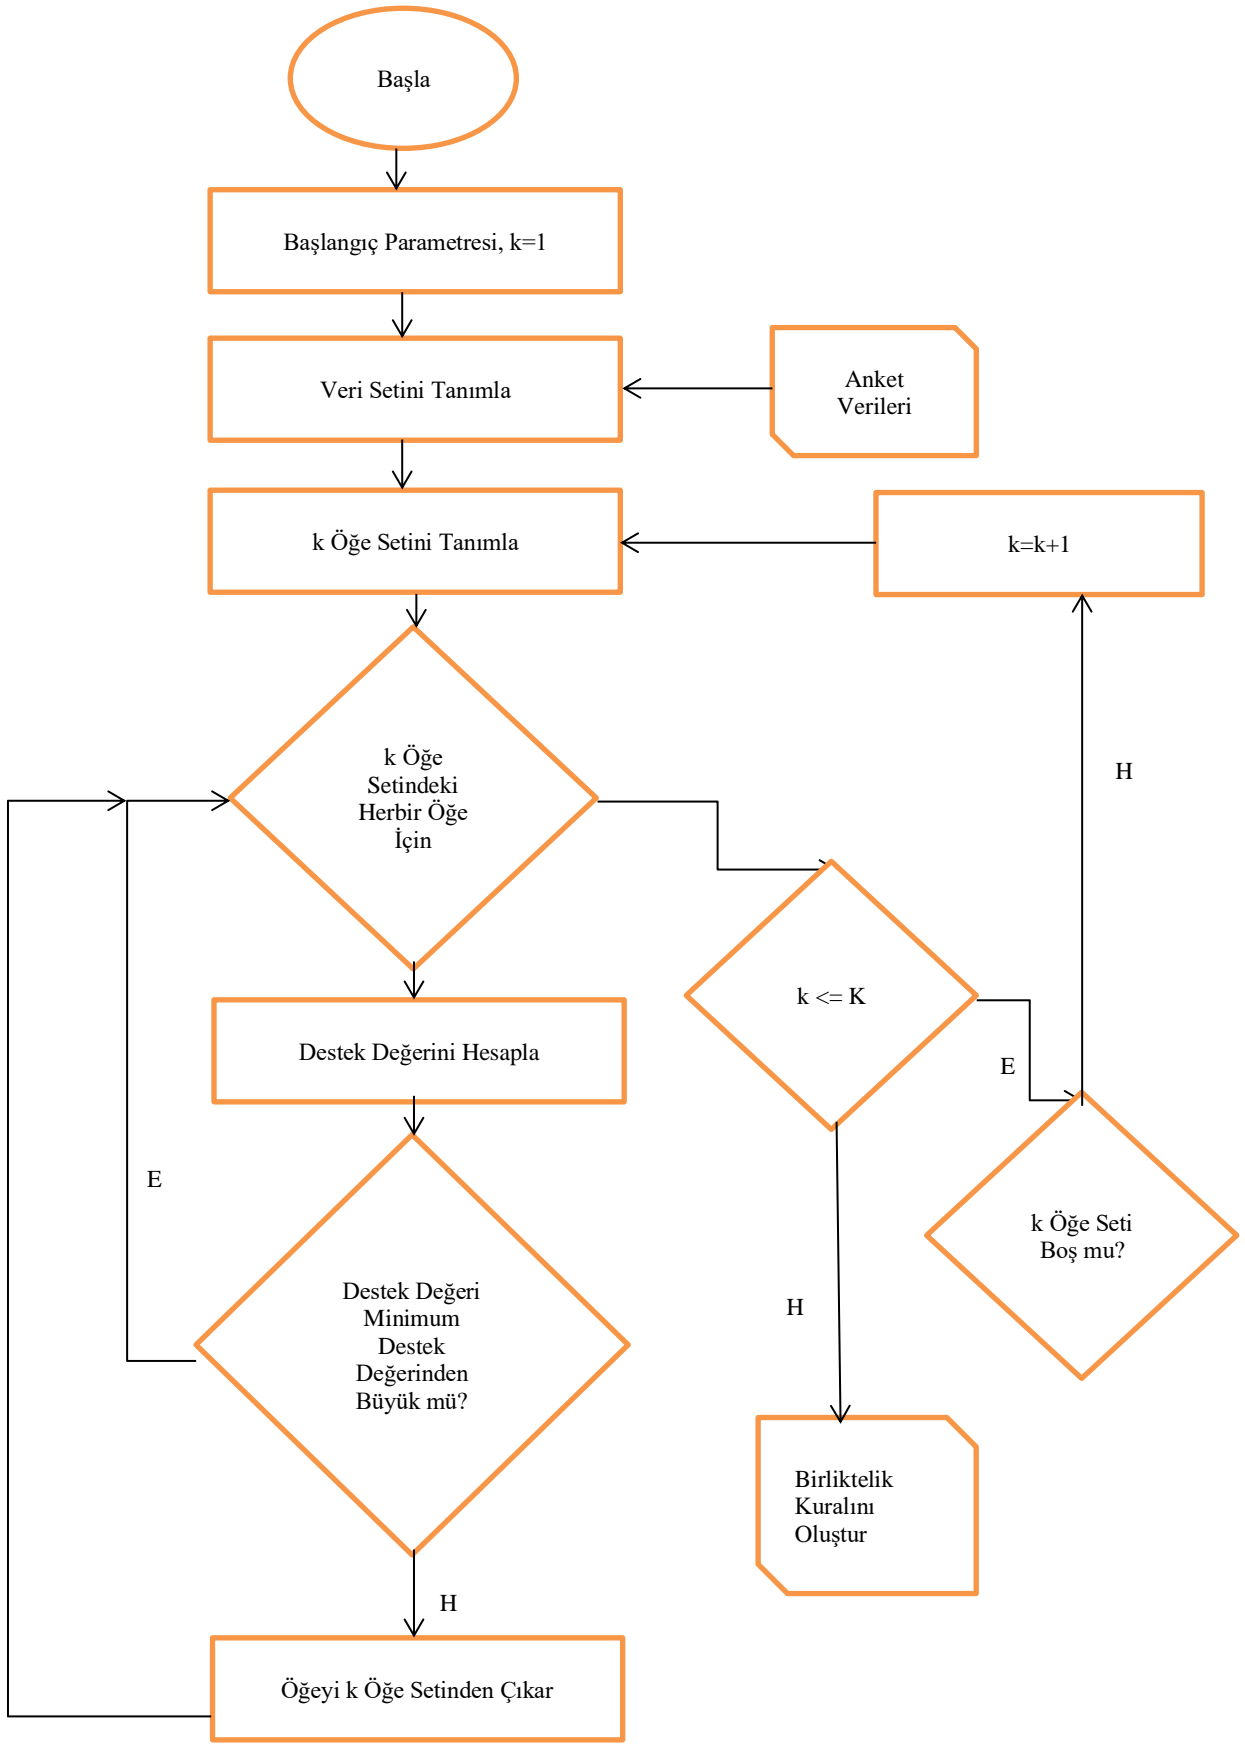 Başla
Başlangıç Parametresi, k=1
Veri Setini Tanımla
Anket
Verileri
k Öğe Setini Tanımla
k=k+1
k Öğe
Setindeki
Herbir Öğe
İçin
H
k <= K
Destek Değerini Hesapla
E
E
k Öğe Seti
Boş mu?
Destek Değeri
Minimum
Destek
Değerinden
Büyük mü?
H
Birliktelik
Kuralını
Oluştur
H
Öğeyi k Öğe Setinden Çıkar